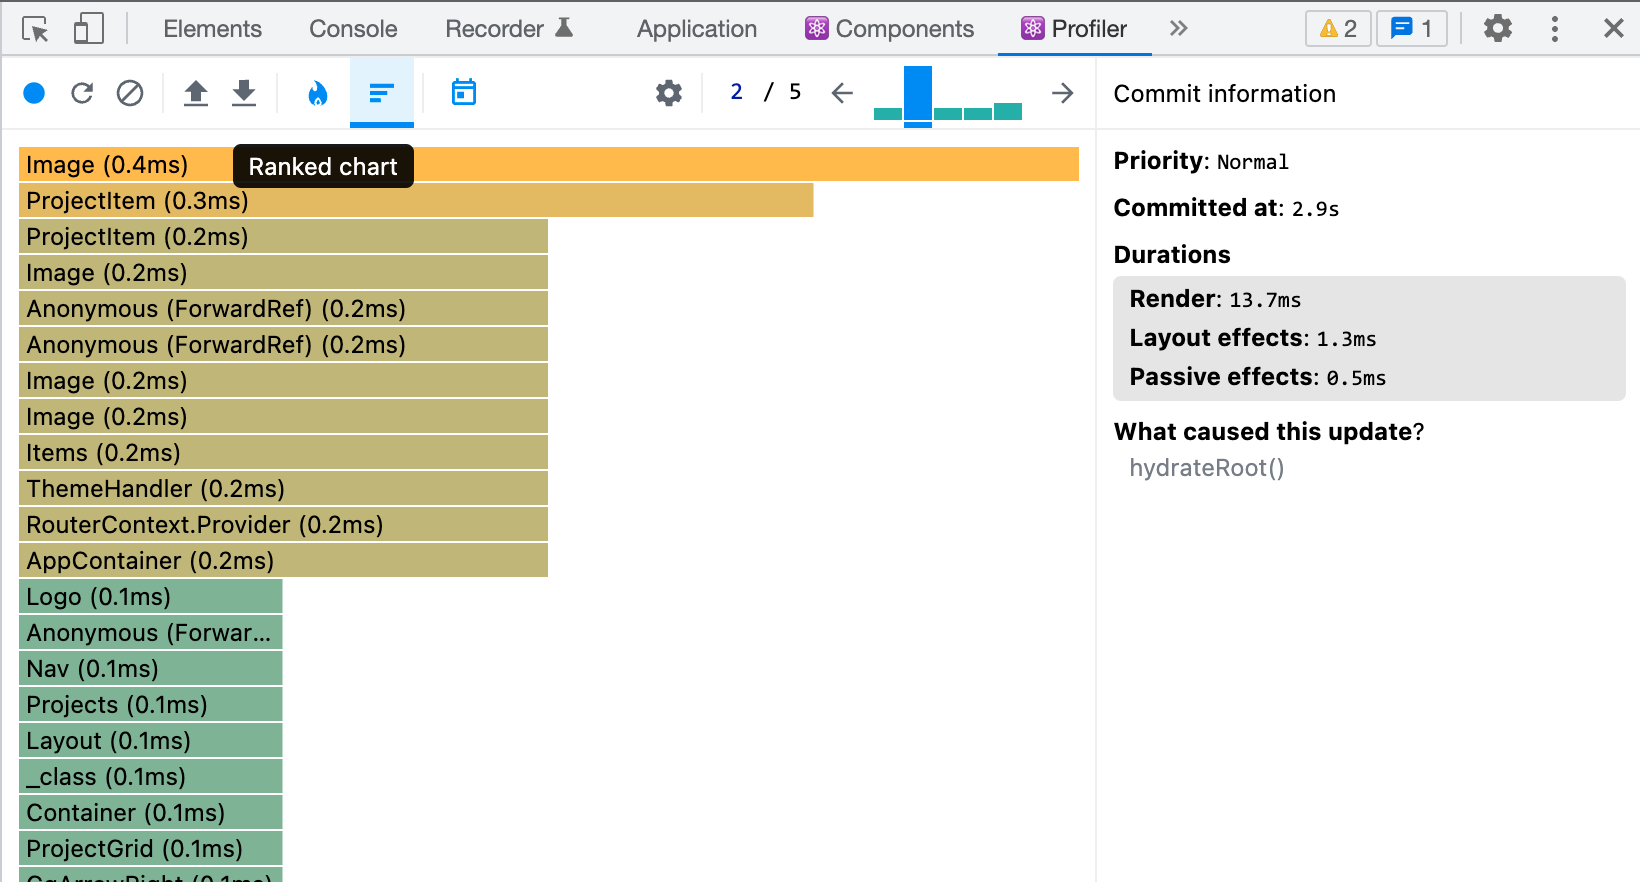 Elements Console Recorder Application Components Profiler 2 1
2 / 5 Commit information
Ranked chart
Image (0.4ms)
ProjectItem (0.3ms)
ProjectItem (0.2ms)
Image (0.2ms)
Anonymous (ForwardRef) (0.2ms)
Anonymous (ForwardRef) (0.2ms)
Image (0.2ms)
Image (0.2ms)
Items (0.2ms)
ThemeHandler (0.2ms)
RouterContext.Provider (0.2ms)
AppContainer (0.2ms)
Logo (0.1ms)
Anonymous (Forwar...
Nav (0.1ms)
Projects (0.1ms)
Layout (0.1ms)
_class (0.1ms)
Container (0.1ms)
ProjectGrid (0.1ms)
CgArrowRight (0.1ms)
Priority: Normal
Committed at: 2.9s
Durations
Render: 13.7ms
Layout effects: 1.3ms
Passive effects: 0.5ms
What caused this update?
hydrateRoot()